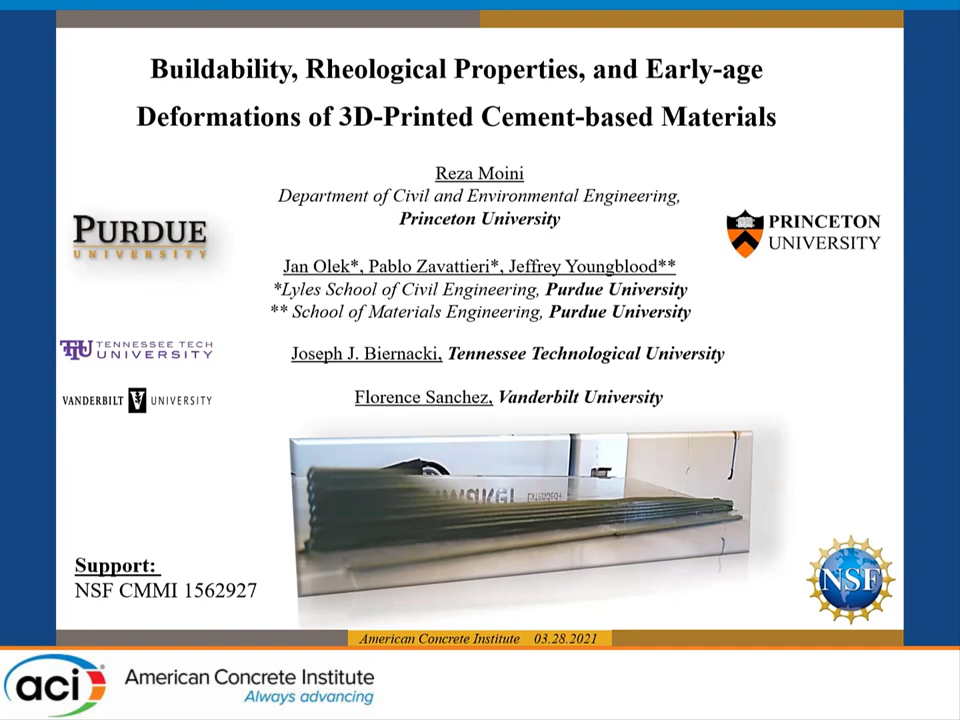 Buildability, Rheological Properties, and Early-age
Deformations of 3D-Printed Cement-based Materials
Reza Moini
Department of Civil and Environmental Engineering,
Princeton University
PURDUE
UNIVERSITY
PRINCETON
UNIVERSITY
Jan Olek*, Pablo Zavattieri*, Jeffrey Youngblood**
*Lyles School of Civil Engineering, Purdue University
** School of Materials Engineering, Purdue University
TTU TENNESSEE TECH
UNIVERSITY
Joseph J. Biernacki, Tennessee Technological University
VANDERBILT V UNIVERSITY
Florence Sanchez, Vanderbilt University
Support:
NSF CMMI 1562927
NSF
American Concrete Institute 03.28.2021
aci American Concrete Institute
Always advancing